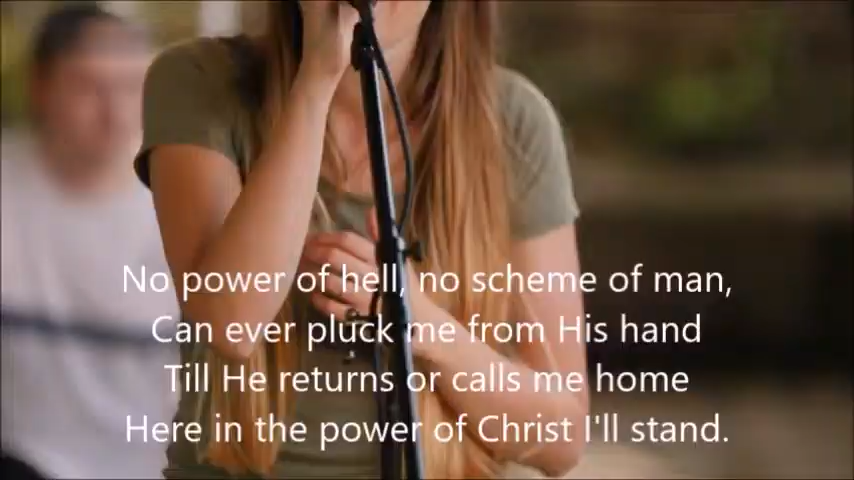 No power of hell, no scheme of man,
Can ever pluck me from His hand
Till He returns or calls me home
Here in the power of Christ I'll stand.